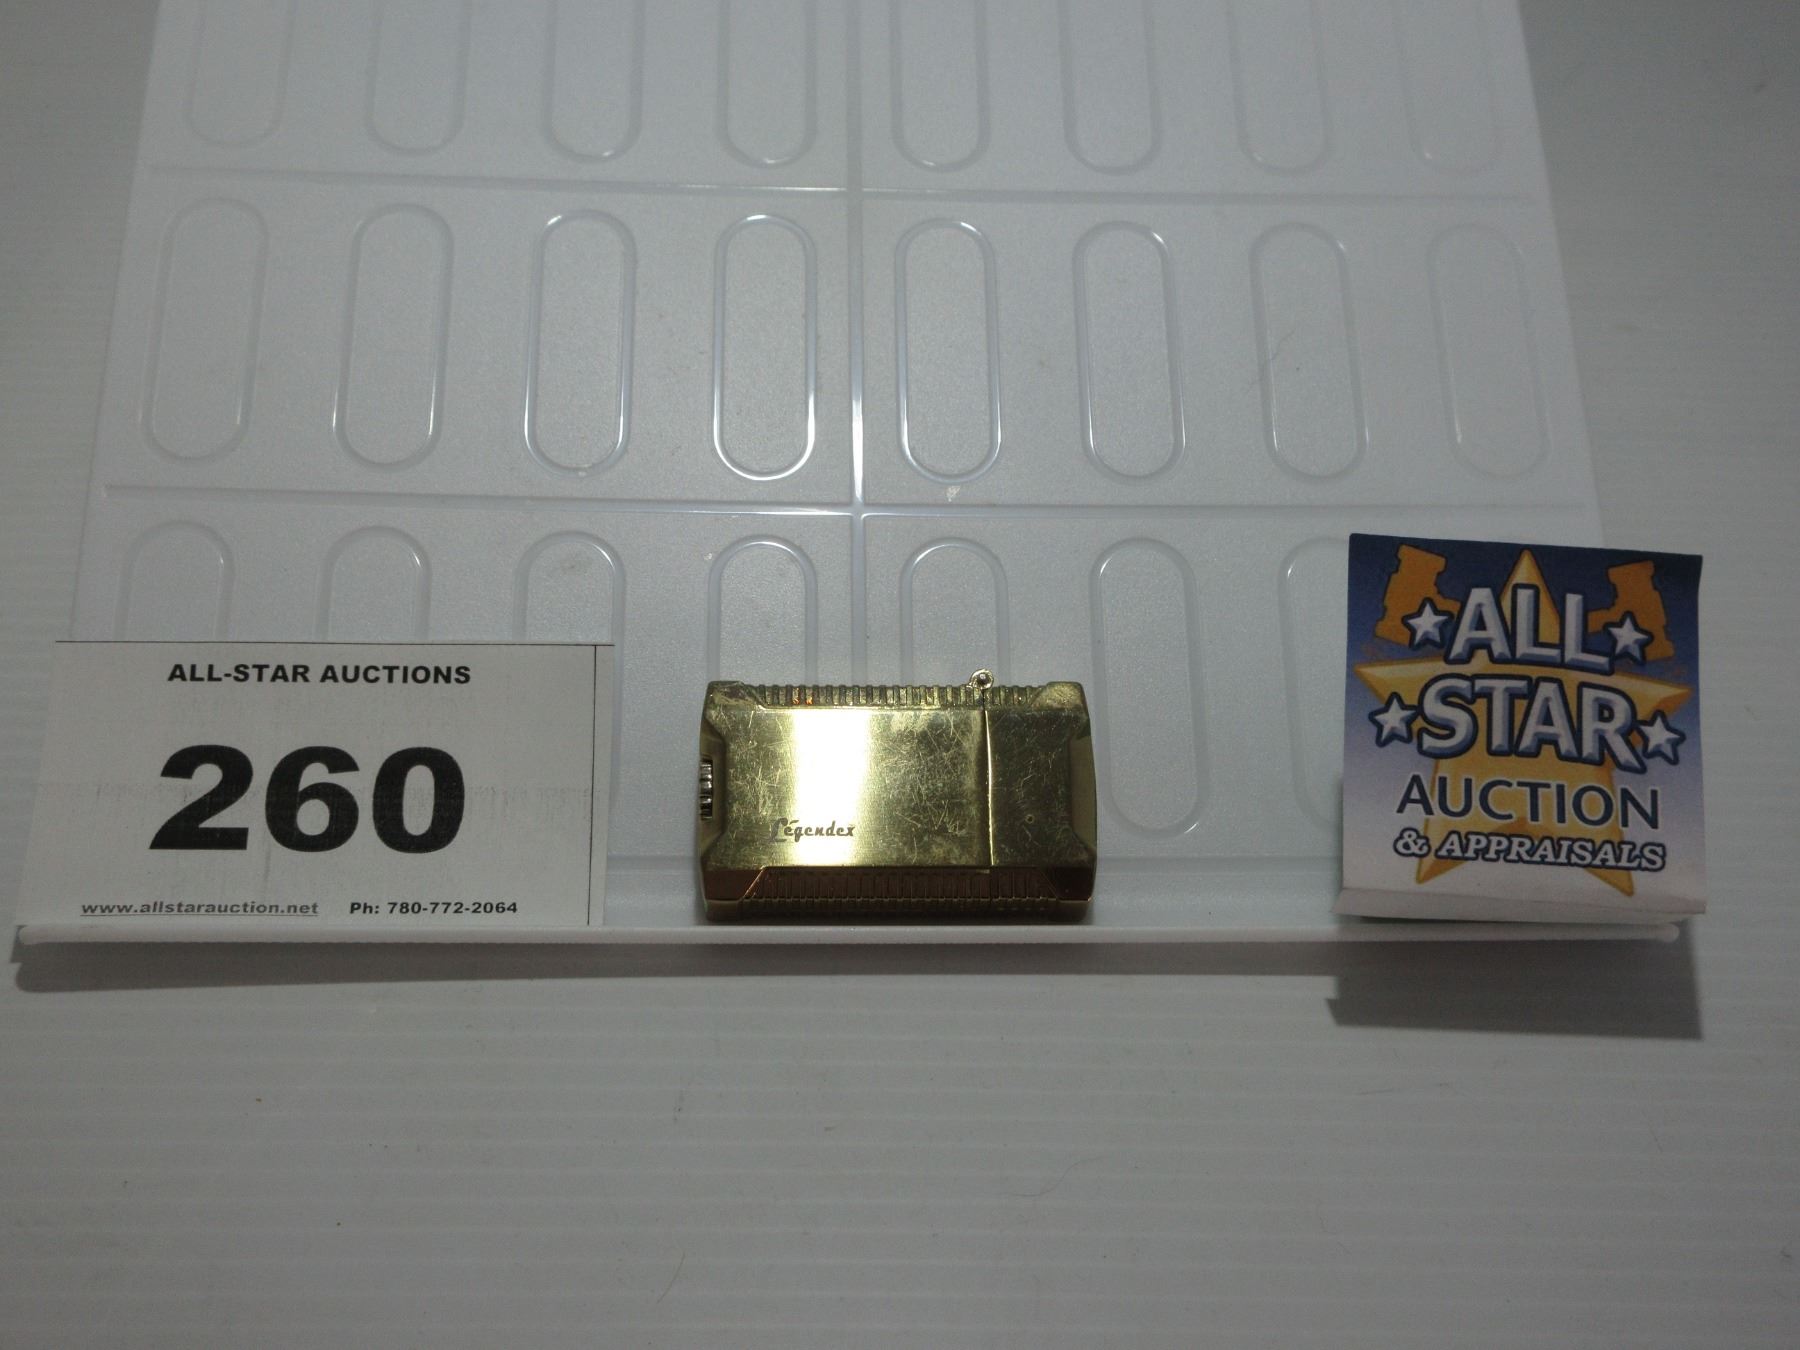 ALL-STAR AUCTIONS
260
www.allstarauction.net Ph: 780-772-2064
Légendex
ALL
STAR
AUCTION
& APPRAISALS